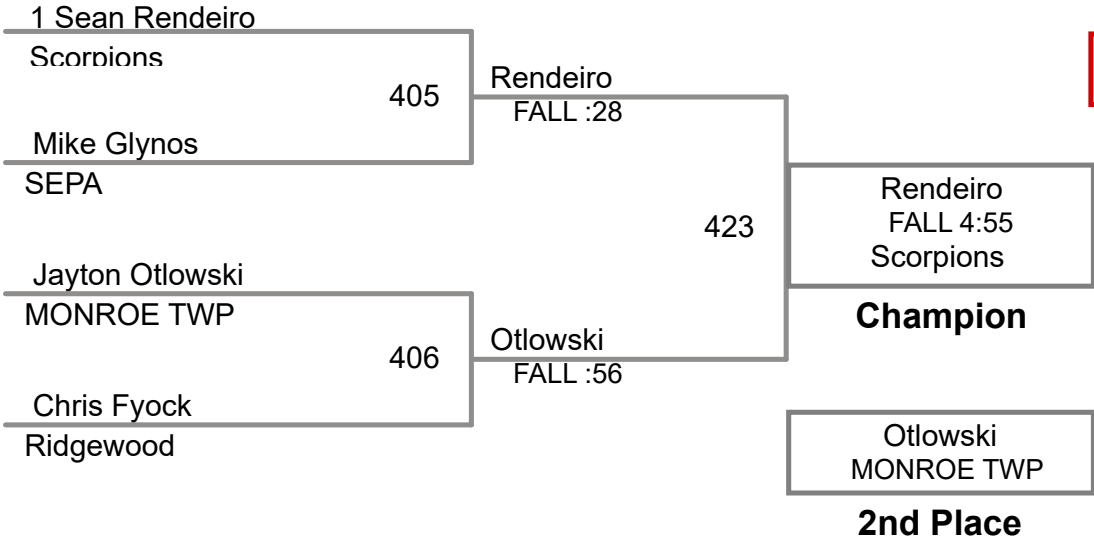 1 Sean Rendeiro
Scorpions
405
Mike Glynos
SEPA
Rendeiro
FALL :28
Jayton Otlowski
MONROE TWP
406
Chris Fyock
Ridgewood
Otlowski
FALL :56
423
Rendeiro
FALL 4:55
Scorpions
Champion
Otlowski
MONROE TWP
2nd Place